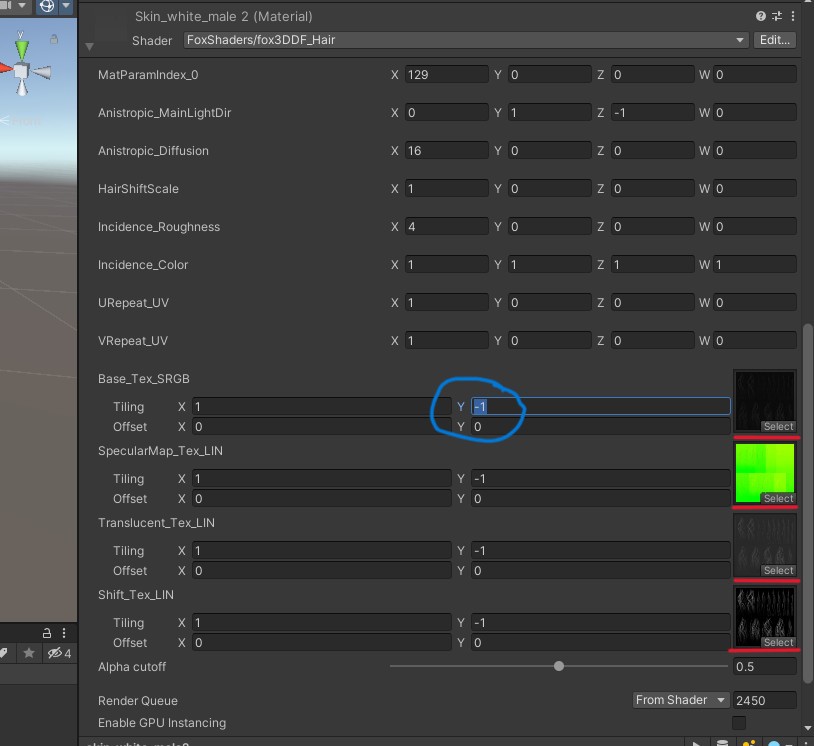 Skin_white_male 2 (Material)
Shader FoxShaders/fox3DDF_Hair Edit...
y
MatParamIndex_0 X 129 Y 0 Z 0 W 0
Anistropic_MainLightDir X 0 Y 1 Z -1 W 0
Anistropic_Diffusion X 16 Y 0 Z 0 W 0
HairShiftScale X 1 Y 0 Z 0 W 0
Incidence_Roughness X 4 Y 0 Z 0 W 0
Incidence_Color X 1 Y 1 Z 1 W 1
URepeat_UV X 1 Y 0 Z 0 W 0
VRepeat_UV X 1 Y 0 Z 0 W 0
Base_Tex_SRGB
Tiling X 1 Y -1
Offset X 0 Y 0 Select
SpecularMap_Tex_LIN
Tiling X 1 Y -1
Offset X 0 Y 0 Select
Translucent_Tex_LIN
Tiling X 1 Y -1
Offset X 0 Y 0 Select
Shift_Tex_LIN
Tiling X 1 Y -1
Offset X 0 Y 0 Select
4
Alpha cutoff 0.5
Render Queue From Shader 2450
Enable GPU Instancing
skin_white_male2